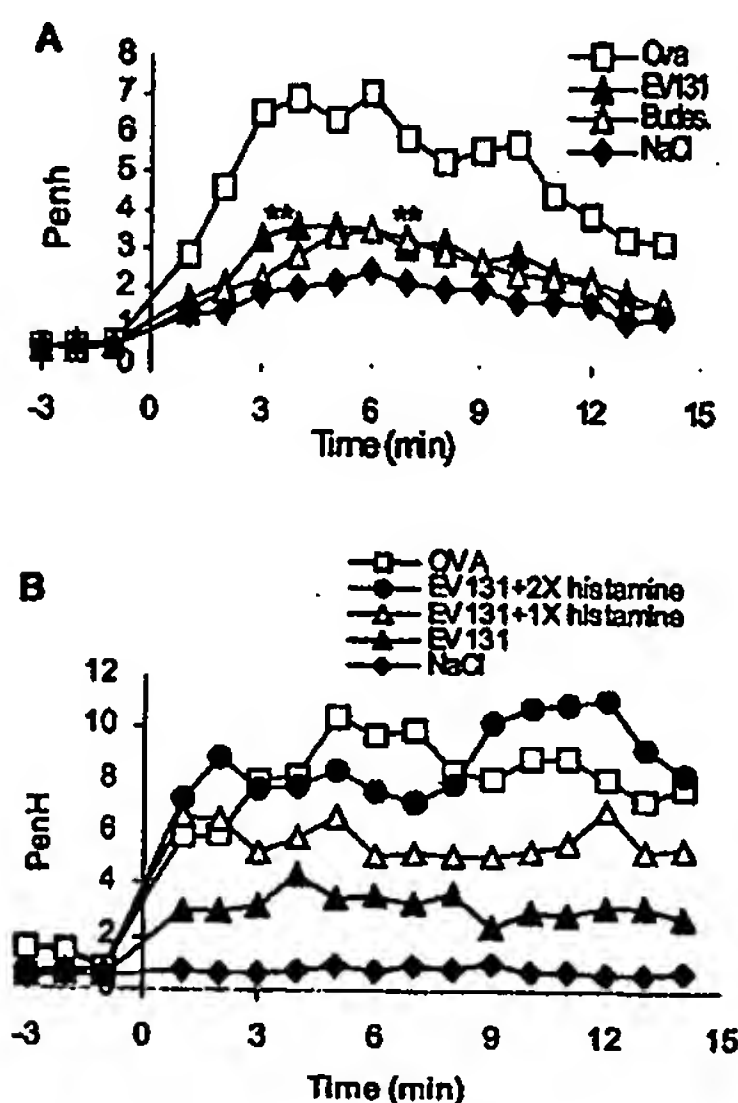 A
8
7
6
5
4
3
2
1
0
Penh
** **
Ova
EV131
Budes.
NaCl
-3 0 3 6 9 12 15
Time (min)
B
OVA
EV131+2X histamine
EV131+1X histamine
EV131
NaCl
12
10
8
6
4
2
0
PenH
-3 0 3 6 9 12 15
Time (min)